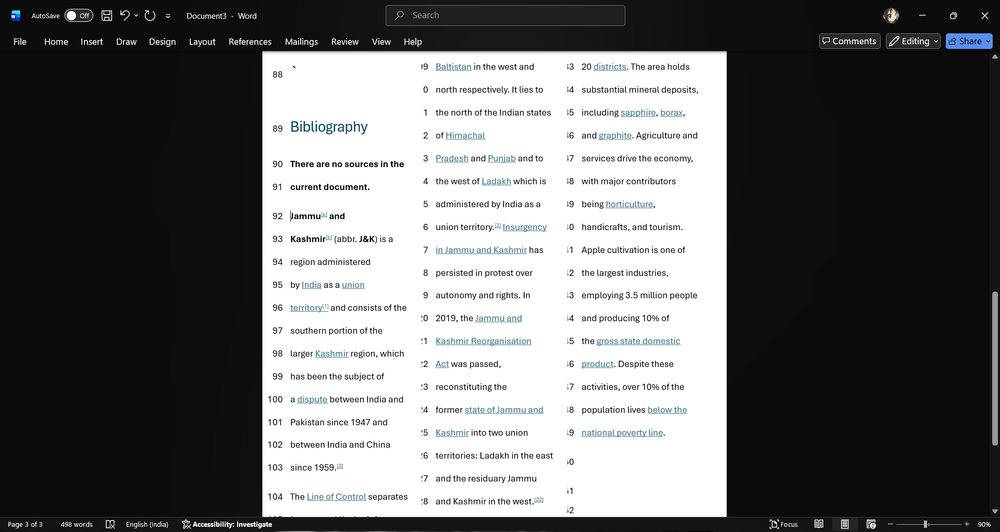 AutoSave Off Document3 - Word Search
File Home Insert Draw Design Layout References Mailings Review View Help Comments Editing Share
88 `
89 Bibliography
90 There are no sources in the
91 current document.
92 Jammu[a] and
93 Kashmir[b] (abbr. J&K) is a
94 region administered
95 by India as a union
96 territory[1] and consists of the
97 southern portion of the
98 larger Kashmir region, which
99 has been the subject of
100 a dispute between India and
101 Pakistan since 1947 and
102 between India and China
103 since 1959.[3]
104 The Line of Control separates
9 Baltistan in the west and
0 north respectively. It lies to
1 the north of the Indian states
2 of Himachal
3 Pradesh and Punjab and to
4 the west of Ladakh which is
5 administered by India as a
6 union territory.[2] Insurgency
7 in Jammu and Kashmir has
8 persisted in protest over
9 autonomy and rights. In
0 2019, the Jammu and
1 Kashmir Reorganisation
2 Act was passed,
3 reconstituting the
4 former state of Jammu and
5 Kashmir into two union
6 territories: Ladakh in the east
7 and the residuary Jammu
8 and Kashmir in the west.[22]
3 20 districts. The area holds
4 substantial mineral deposits,
5 including sapphire, borax,
6 and graphite. Agriculture and
7 services drive the economy,
8 with major contributors
9 being horticulture,
0 handicrafts, and tourism.
1 Apple cultivation is one of
2 the largest industries,
3 employing 3.5 million people
4 and producing 10% of
5 the gross state domestic
6 product. Despite these
7 activities, over 10% of the
8 population lives below the
9 national poverty line.
0
1
2
Page 3 of 3 498 words English (India) Accessibility: Investigate Focus 90%